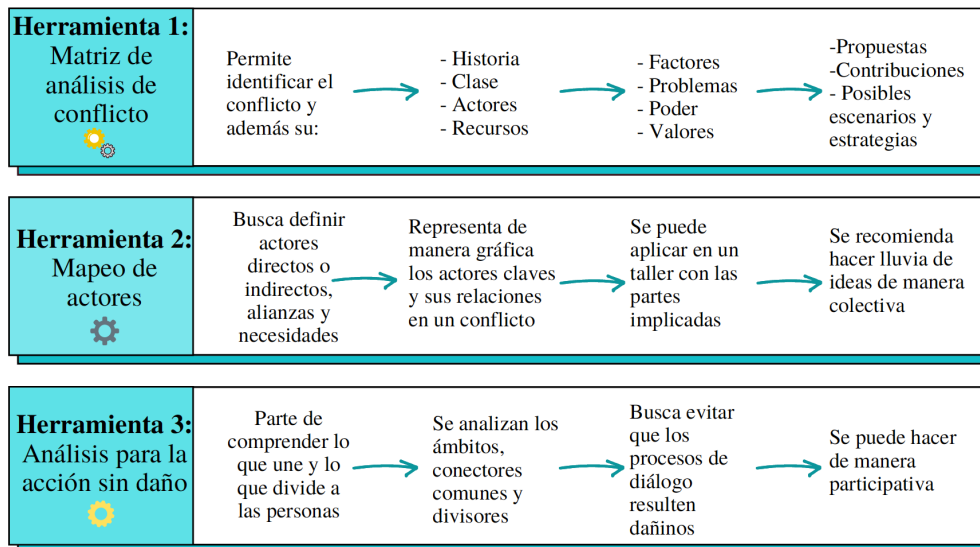 Herramienta 1:
Matriz de
análisis de
conflicto
Permite
identificar el
conflicto y
además su:
- Historia
- Clase
- Actores
- Recursos
- Factores
- Problemas
- Poder
- Valores
-Propuestas
-Contribuciones
- Posibles
escenarios y
estrategias
Herramienta 2:
Mapeo de
actores
Busca definir
actores
directos o
indirectos,
alianzas y
necesidades
Representa de
manera gráfica
los actores claves
y sus relaciones
en un conflicto
Se puede
aplicar en un
taller con las
partes
implicadas
Se recomienda
hacer lluvia de
ideas de manera
colectiva
Herramienta 3:
Análisis para la
acción sin daño
Parte de
comprender lo
que une y lo
que divide a
las personas
Se analizan los
ámbitos,
conectores
comunes y
divisores
Busca evitar
que los
procesos de
diálogo
resulten
dañinos
Se puede hacer
de manera
participativa